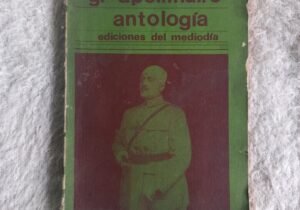 g. apollinaire
antología
ediciones del mediodía